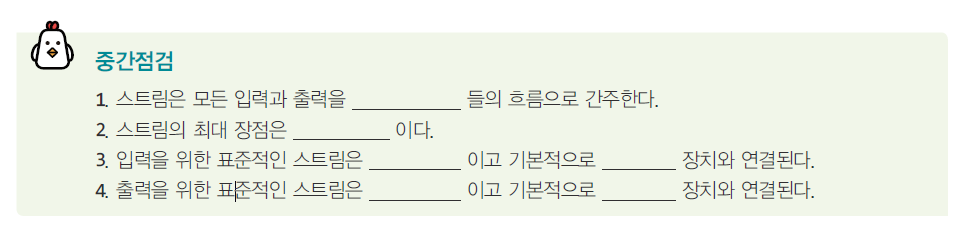 중간점검
1. 스트림은 모든 입력과 출력을 __________ 들의 흐름으로 간주한다.
2. 스트림의 최대 장점은 __________ 이다.
3. 입력을 위한 표준적인 스트림은 __________ 이고 기본적으로 ________ 장치와 연결된다.
4. 출력을 위한 표준적인 스트림은 __________ 이고 기본적으로 ________ 장치와 연결된다.